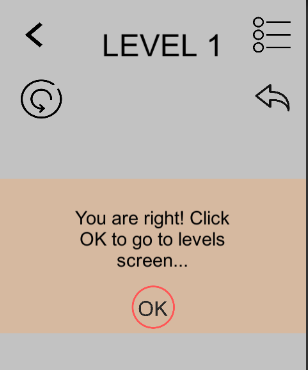 LEVEL 1
You are right! Click
OK to go to levels
screen...
OK